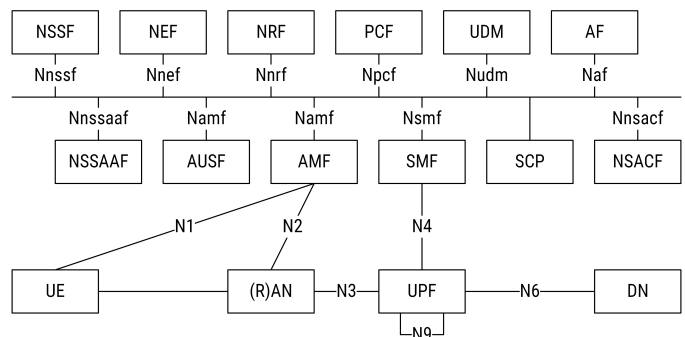 NSSF NEF NRF PCF UDM AF
Nnssf Nnef Nnrf Npcf Nudm Naf
Nnssaaf Namf Namf Nsmf Nnsacf
NSSAAF AUSF AMF SMF SCP NSACF
N1 N2 N4
UE (R)AN N3 UPF N6 DN
N9